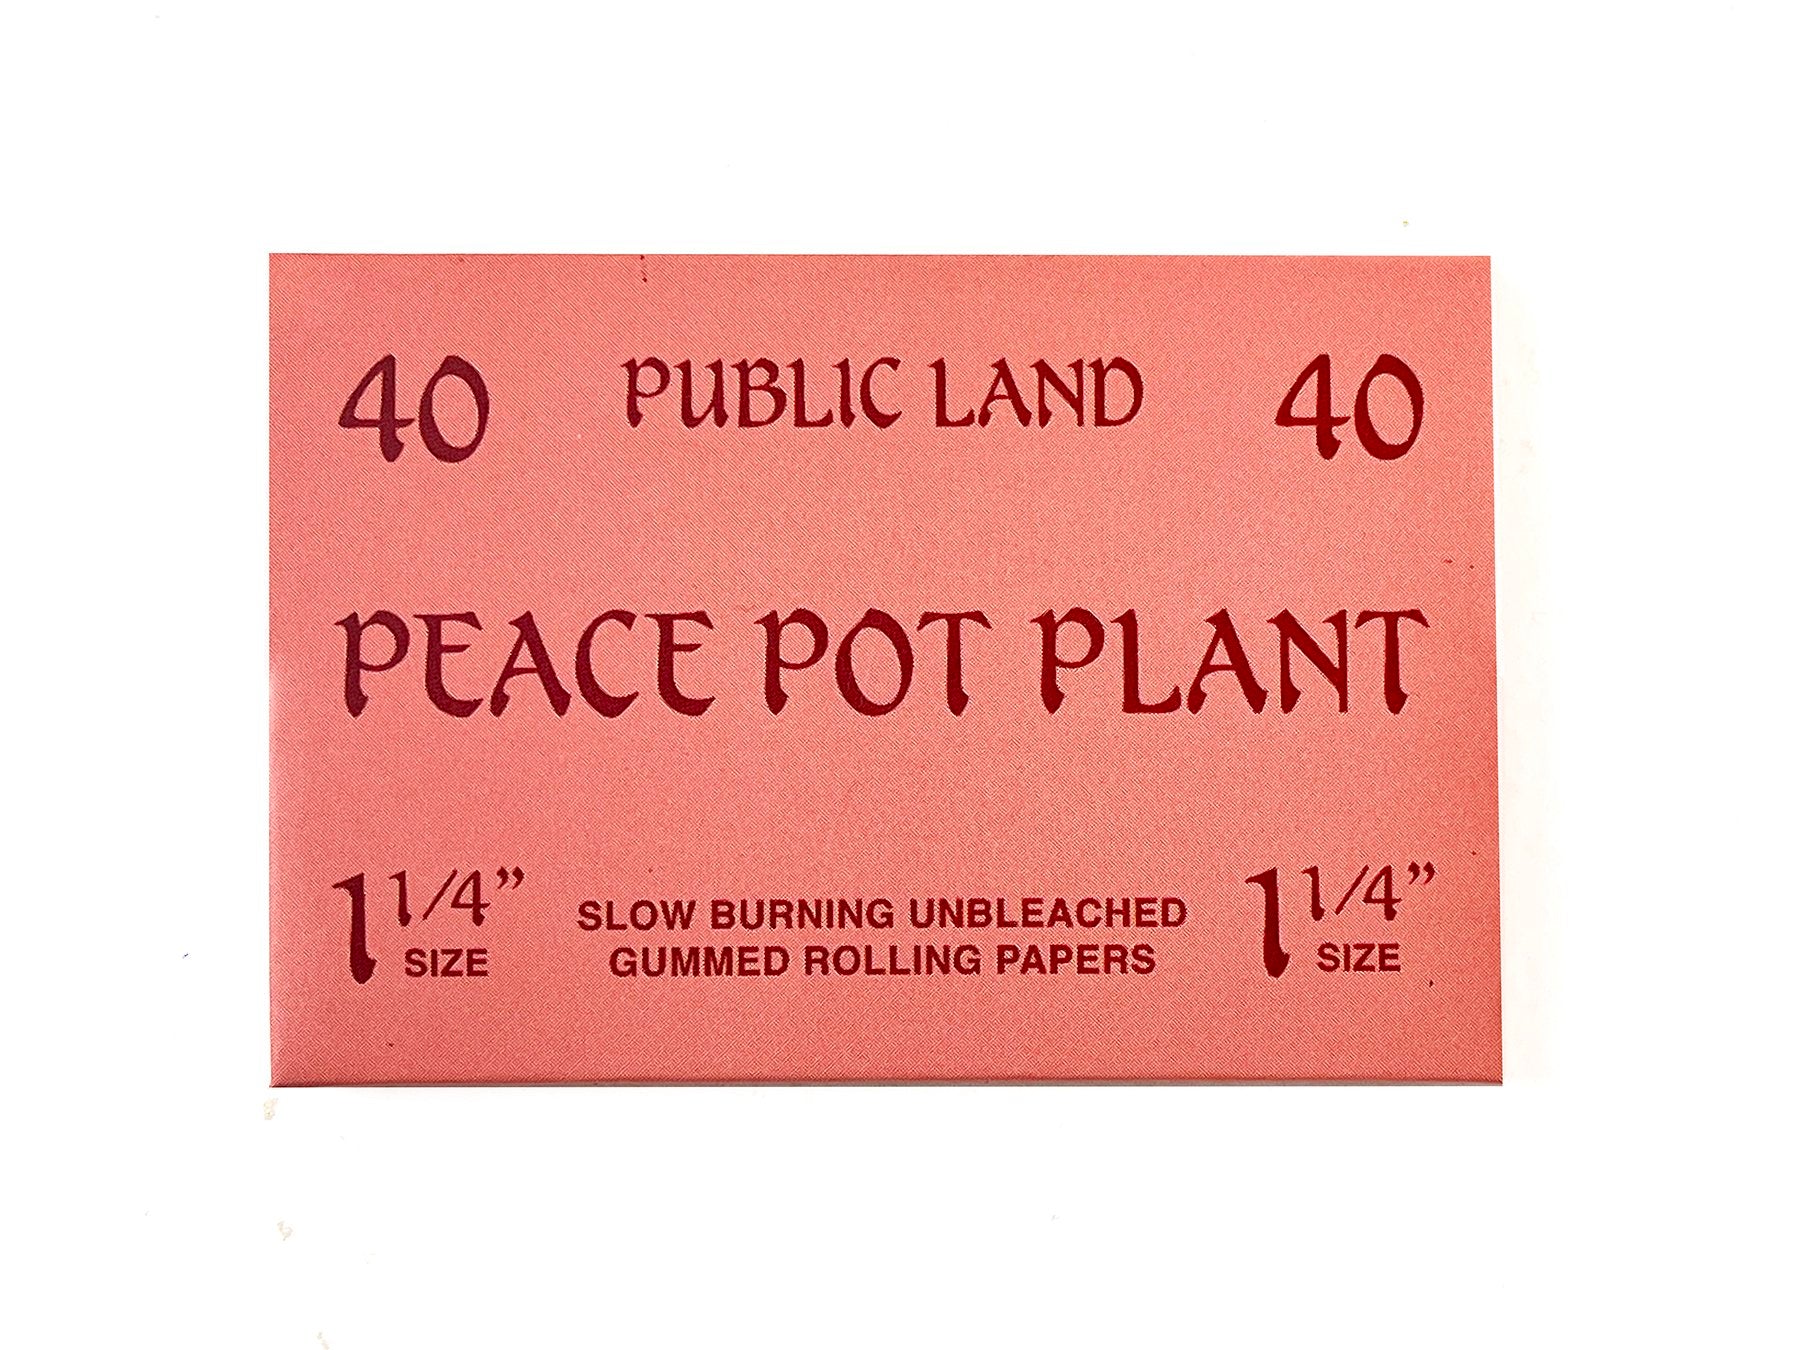 40 PUBLIC LAND 40
PEACE POT PLANT
1 1/4” SIZE SLOW BURNING UNBLEACHED 1 1/4” SIZE
GUMMED ROLLING PAPERS